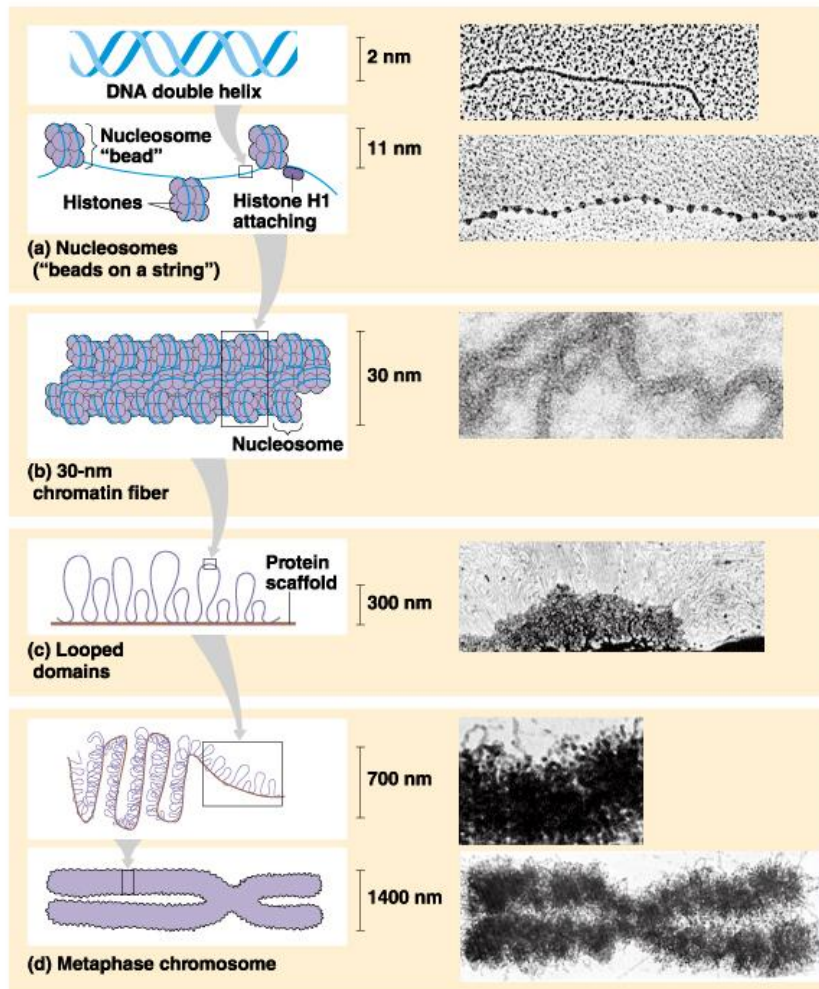 2 nm
DNA double helix
Nucleosome
“bead”
11 nm
Histones
Histone H1
attaching
(a) Nucleosomes
(“beads on a string”)
30 nm
Nucleosome
(b) 30-nm
chromatin fiber
Protein
scaffold
300 nm
(c) Looped
domains
700 nm
1400 nm
(d) Metaphase chromosome